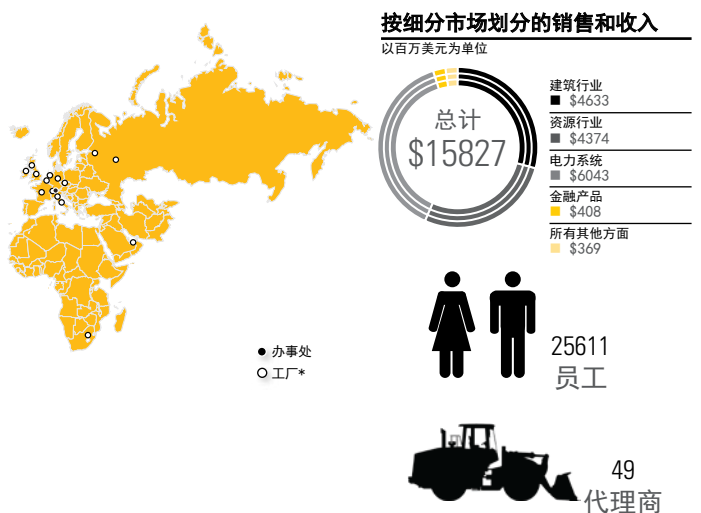 按细分市场划分的销售和收入
以百万美元为单位
总计
$15827
建筑行业
$4633
资源行业
$4374
电力系统
$6043
金融产品
$408
所有其他方面
$369
办事处
工厂*
25611
员工
49
代理商